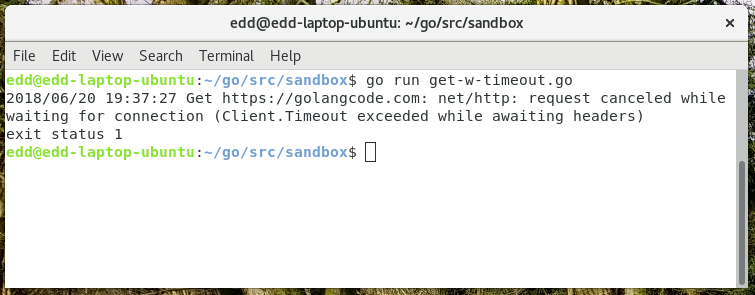 edd@edd-laptop-ubuntu: ~/go/src/sandbox
File Edit View Search Terminal Help
edd@edd-laptop-ubuntu:~/go/src/sandbox$ go run get-w-timeout.go
2018/06/20 19:37:27 Get https://golangcode.com: net/http: request canceled while
waiting for connection (Client.Timeout exceeded while awaiting headers)
exit status 1
edd@edd-laptop-ubuntu:~/go/src/sandbox$